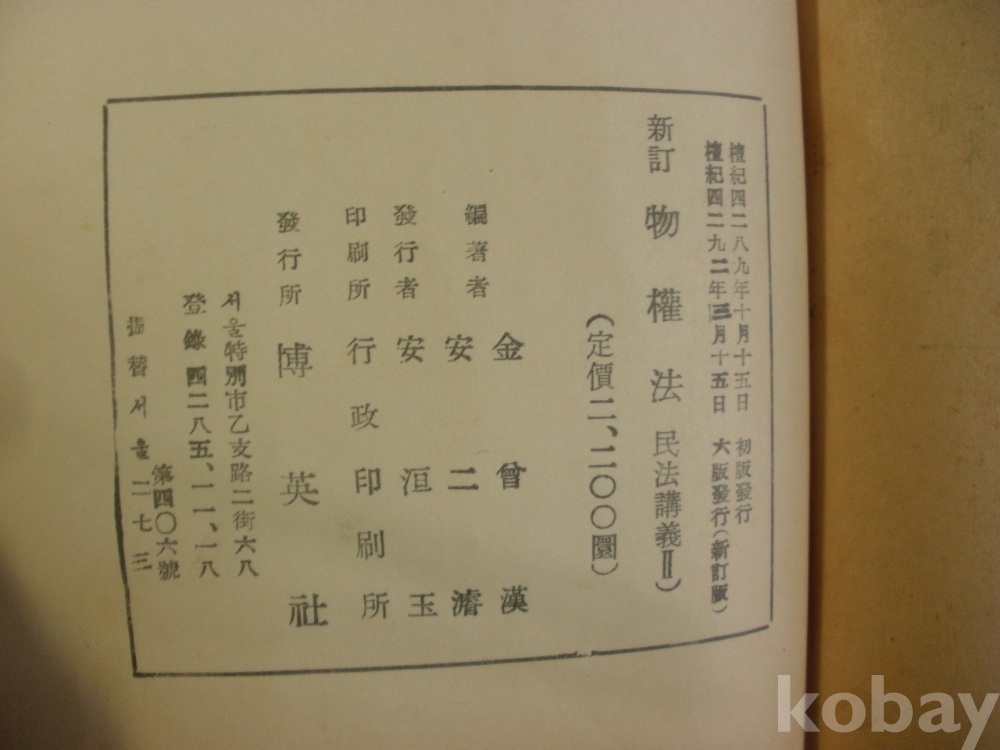 檀紀四二八九年十月十五日 初版發行
檀紀四二九二年三月十五日 六版發行(新訂版)
新訂 物權法 民法講義Ⅱ)
(定價二、二〇〇圜)
編著者 金曾漢
安二濬
發行者 安洹玉
印刷所 行政印刷所
發行所 博英社
서울特別市乙支路二街六八
登錄四二八五、一一、一八
第四〇六號
振替서울二七三
kobay